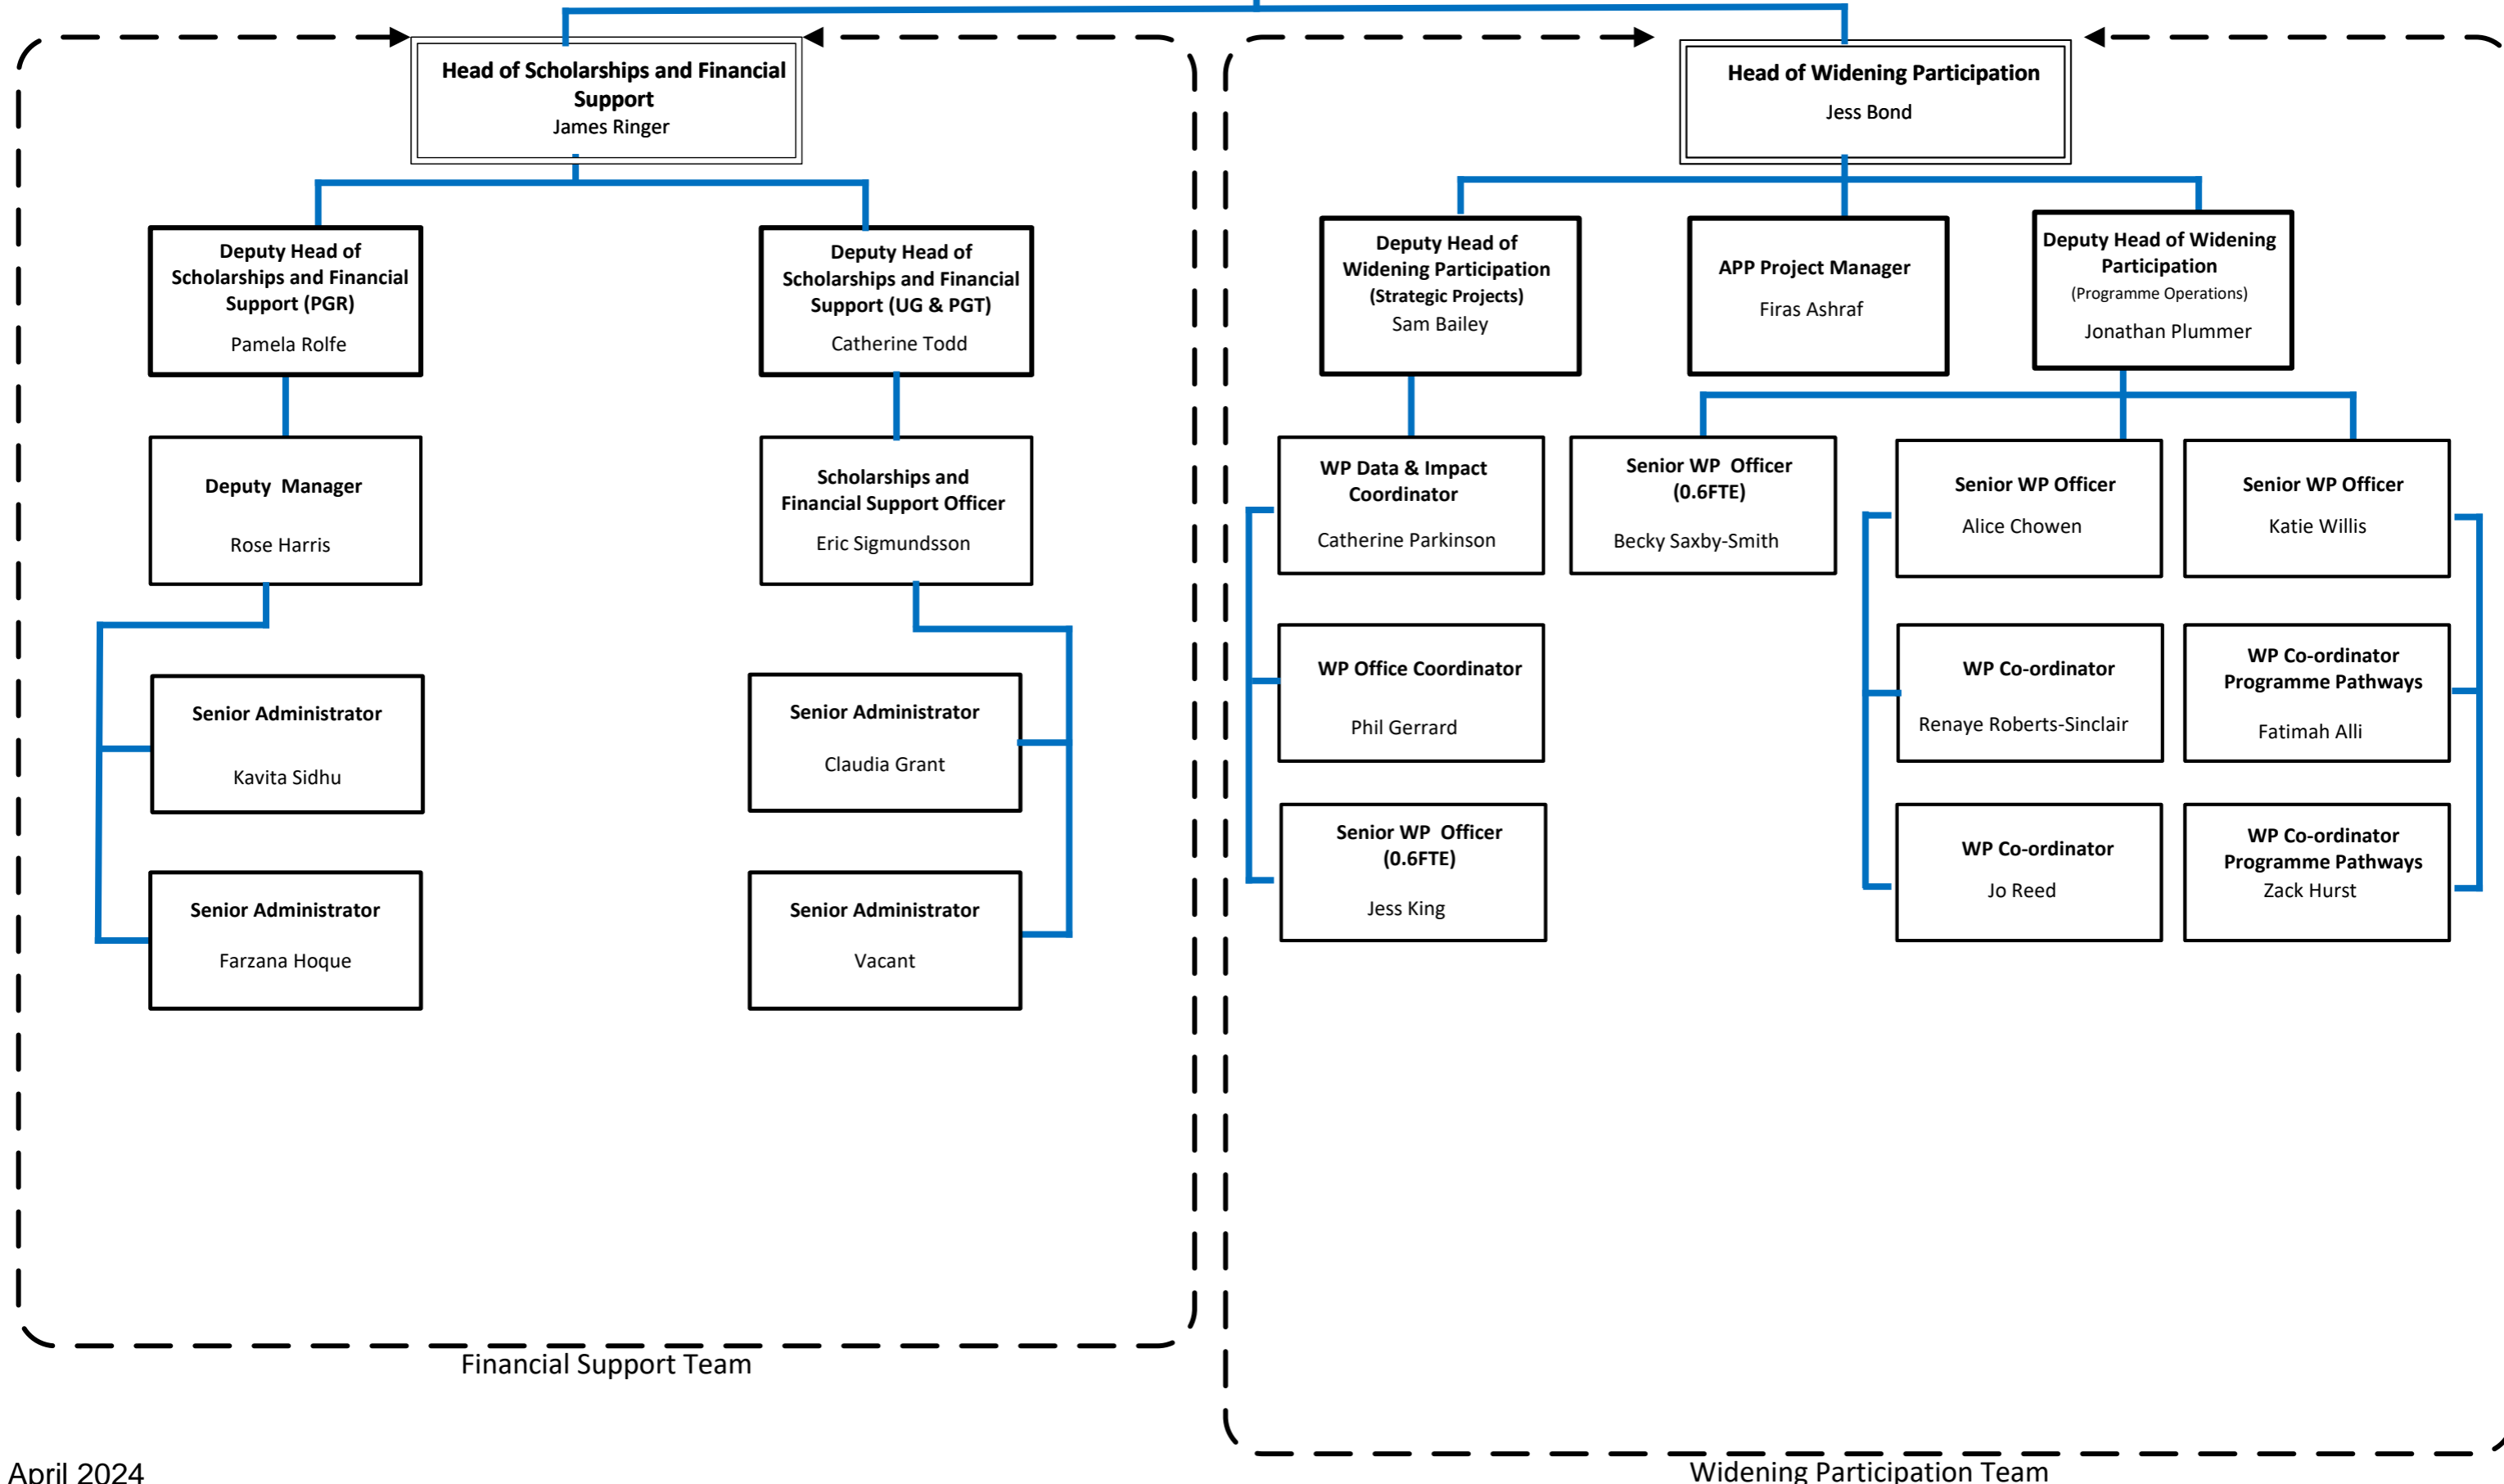 Head of Scholarships and Financial
Support
James Ringer
Deputy Head of
Scholarships and Financial
Support (PGR)
Pamela Rolfe
Deputy Head of
Scholarships and Financial
Support (UG & PGT)
Catherine Todd
Deputy  Manager
Rose Harris
Scholarships and
Financial Support Officer
Eric Sigmundsson
Senior Administrator
Kavita Sidhu
Senior Administrator
Claudia Grant
Senior Administrator
Farzana Hoque
Senior Administrator
Vacant
Financial Support Team
Head of Widening Participation
Jess Bond
Deputy Head of
Widening Participation
(Strategic Projects)
Sam Bailey
APP Project Manager
Firas Ashraf
Deputy Head of Widening
Participation
(Programme Operations)
Jonathan Plummer
WP Data & Impact
Coordinator
Catherine Parkinson
Senior WP  Officer
(0.6FTE)
Becky Saxby-Smith
Senior WP Officer
Alice Chowen
Senior WP Officer
Katie Willis
WP Office Coordinator
Phil Gerrard
WP Co-ordinator
Renaye Roberts-Sinclair
WP Co-ordinator
Programme Pathways
Fatimah Alli
Senior WP  Officer
(0.6FTE)
Jess King
WP Co-ordinator
Jo Reed
WP Co-ordinator
Programme Pathways
Zack Hurst
Widening Participation Team
April 2024